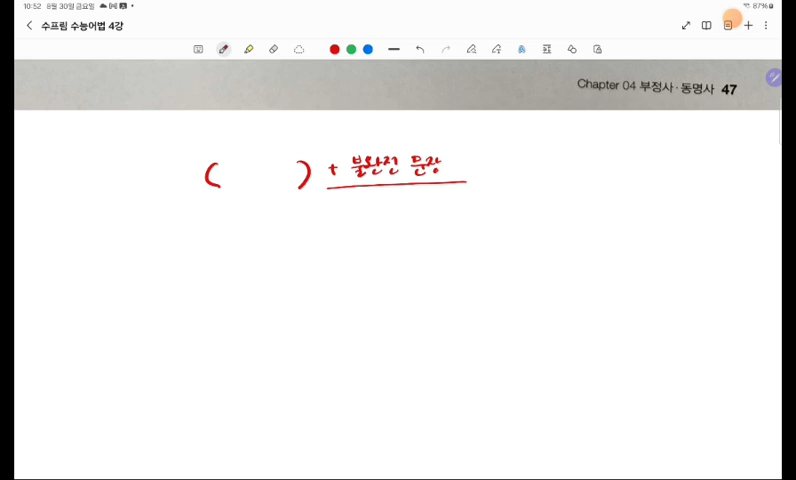 10:52 8월 30일 금요일
87%
수프림 수능어법 4강
Chapter 04 부정사·동명사 47
( ) + 불완전 문장